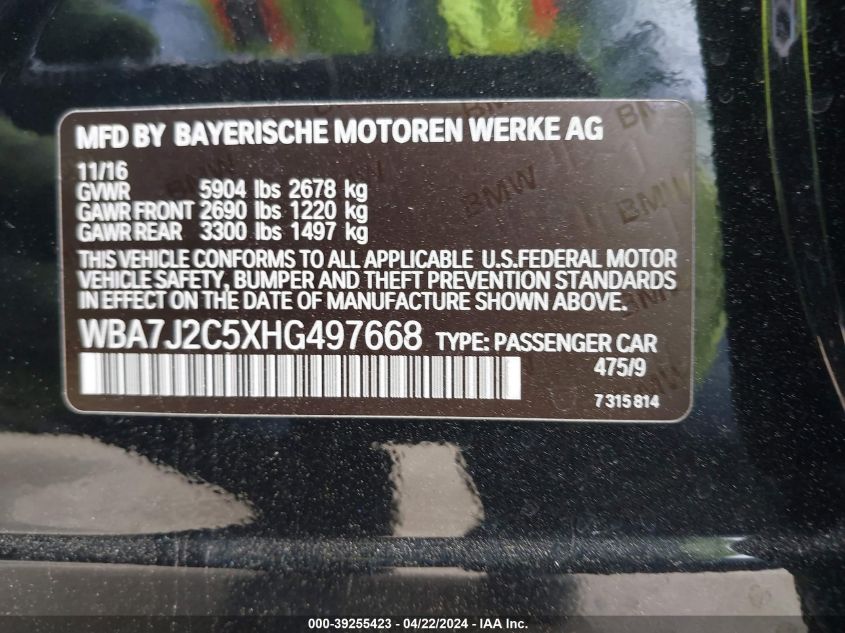 MFD BY BAYERISCHE MOTOREN WERKE AG
11/16
GVWR 5904 lbs 2678 kg
GAWR FRONT 2690 lbs 1220 kg
GAWR REAR 3300 lbs 1497 kg
THIS VEHICLE CONFORMS TO ALL APPLICABLE U.S.FEDERAL MOTOR
VEHICLE SAFETY, BUMPER AND THEFT PREVENTION STANDARDS
IN EFFECT ON THE DATE OF MANUFACTURE SHOWN ABOVE.
WBA7J2C5XHG497668 TYPE: PASSENGER CAR
475/9
7 315 814
BMW
BMW
000-39255423 - 04/22/2024 - IAA Inc.